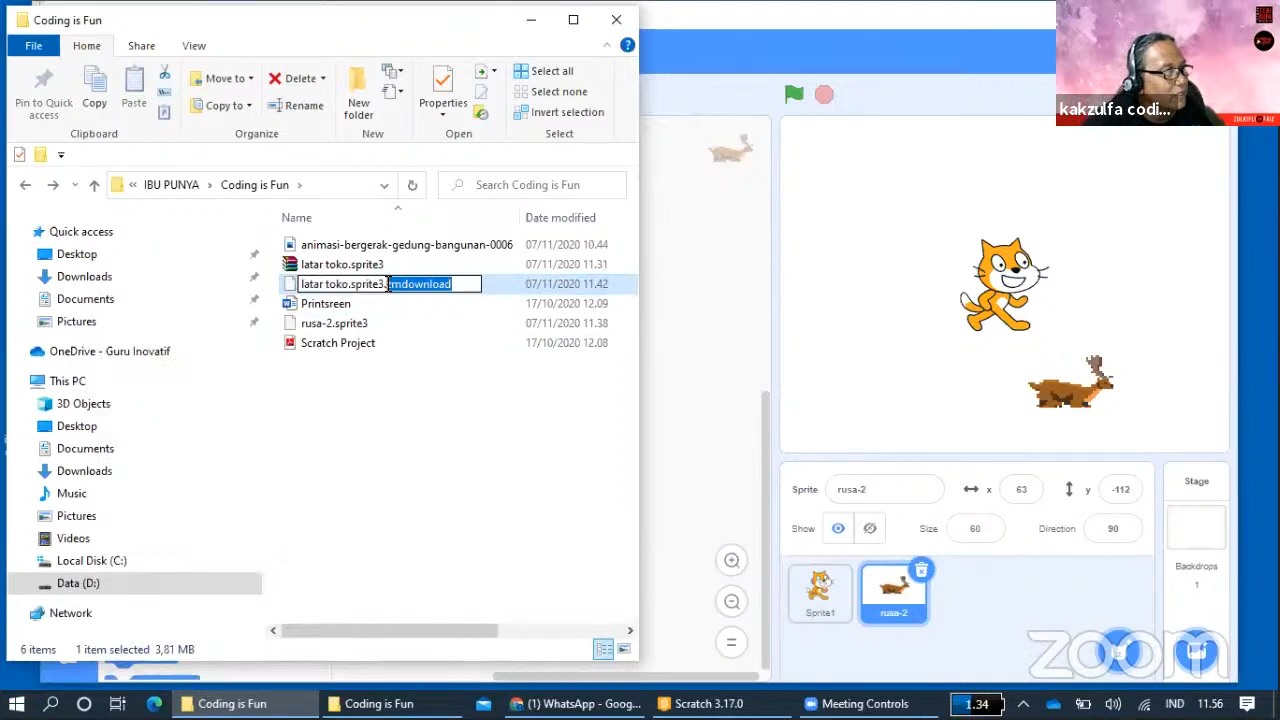 Coding is Fun
File Home Share View
Pin to Quick access
Copy
Paste
Clipboard
Move to
Copy to
Delete
Rename
Organize
New folder
New
Properties
Open
Select all
Select none
Invert selection
Select
IBU PUNYA > Coding is Fun >
Search Coding is Fun
Name Date modified
animasi-bergerak-gedung-bangunan-0006 07/11/2020 10.44
latar toko.sprite3 07/11/2020 11.31
latar toko.sprite3.mdownload 07/11/2020 11.42
Printsreen 17/10/2020 12.09
rusa-2.sprite3 07/11/2020 11.38
Scratch Project 17/10/2020 12.08
Quick access
Desktop
Downloads
Documents
Pictures
OneDrive - Guru Inovatif
This PC
3D Objects
Desktop
Documents
Downloads
Music
Pictures
Videos
Local Disk (C:)
Data (D:)
Network
6 items 1 item selected 3,81 MB
kakzulfa codi...
ZULKIFLI FAIZ
Sprite rusa-2 x 63 y -112
Show Size 60 Direction 90
Sprite1
rusa-2
Stage
Backdrops
1
zoom
Coding is Fun
Coding is Fun
(1) WhatsApp - Goog...
Scratch 3.17.0
Meeting Controls
1.34
IND
11.56